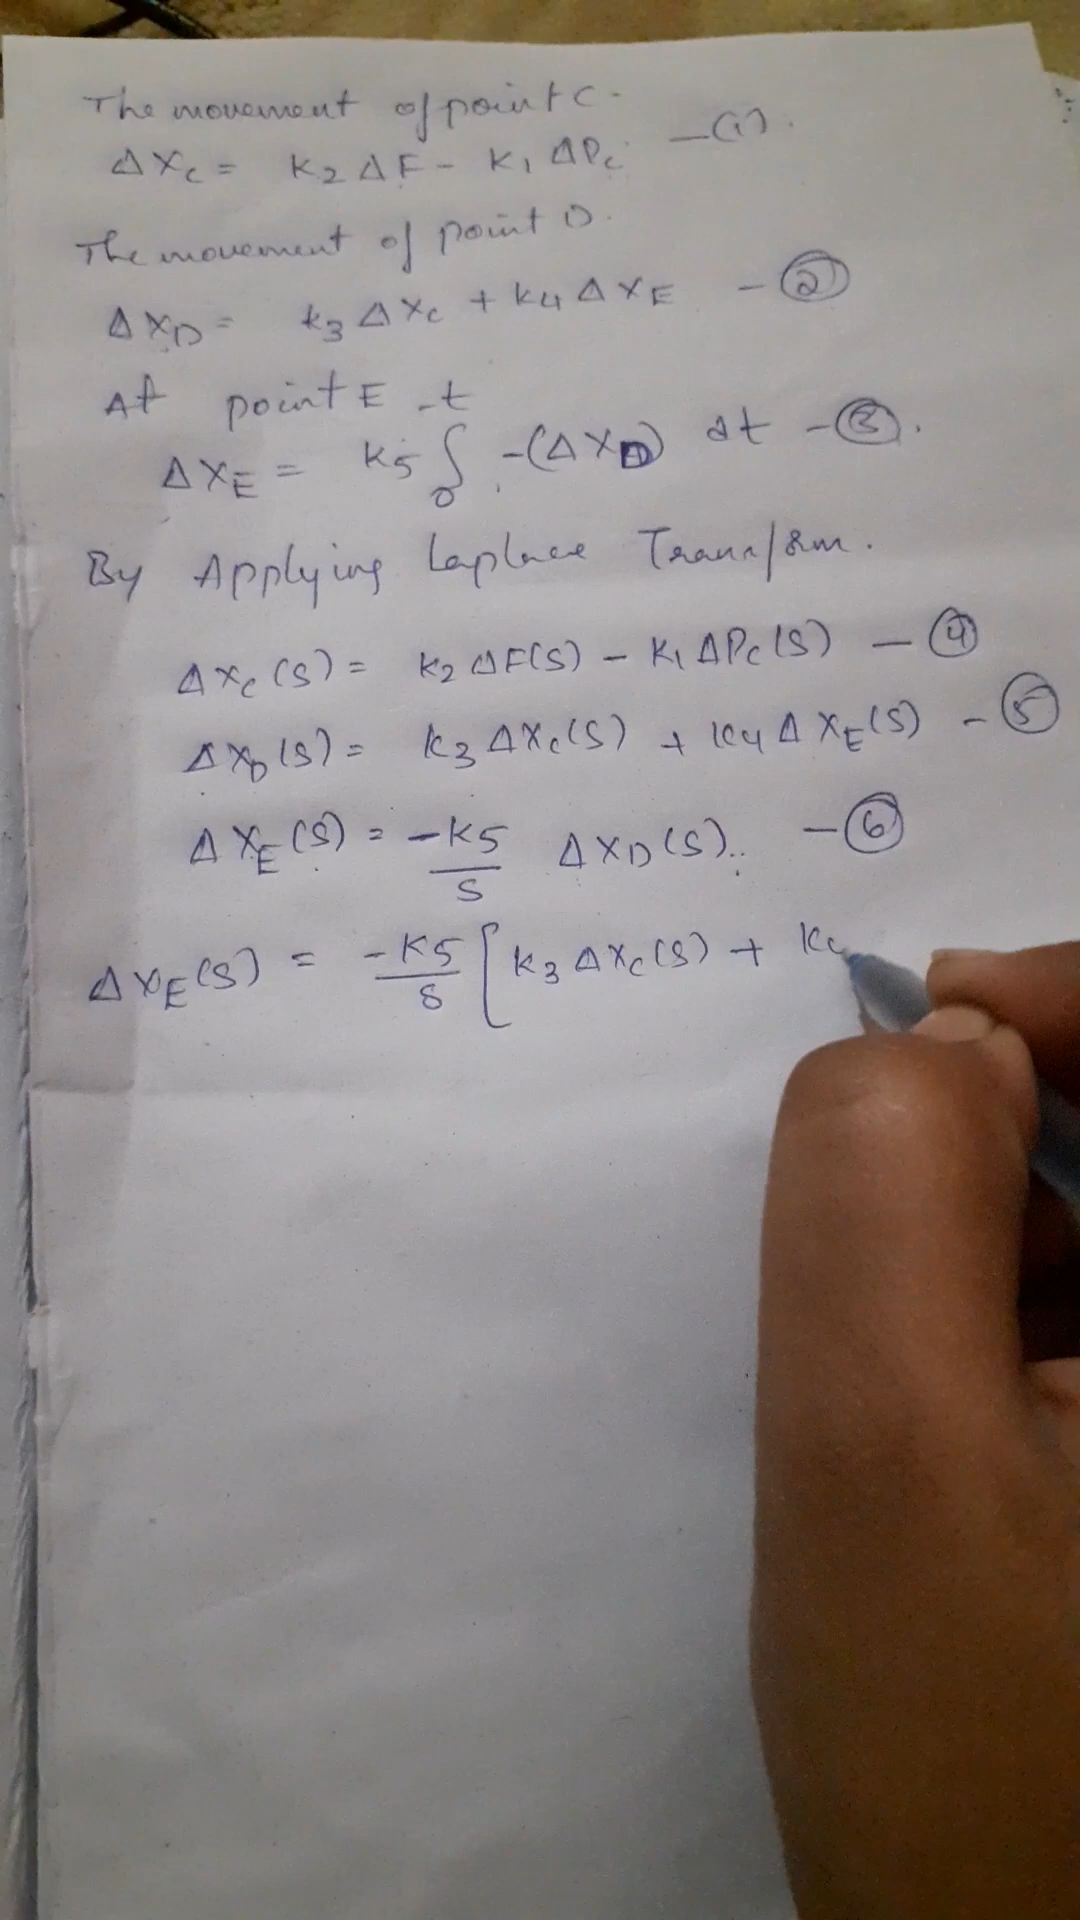 The movement of point C.
ΔXc = K2 ΔF - K1 ΔPc -(1).
The movement of point D.
ΔXD = k3 ΔXc + K4 ΔXE - (2)
At point E
ΔXE = K5 ∫0^t -(ΔXD) dt - (3).
By Applying Laplace Transform.
ΔXc(s) = K2 ΔF(s) - K1 ΔPc(s) - (4)
ΔXD(s) = K3 ΔXc(s) + K4 ΔXE(s) - (5)
ΔXE(s) = -K5/s ΔXD(s). - (6)
ΔXE(s) = -K5/s [K3 ΔXc(s) + K4